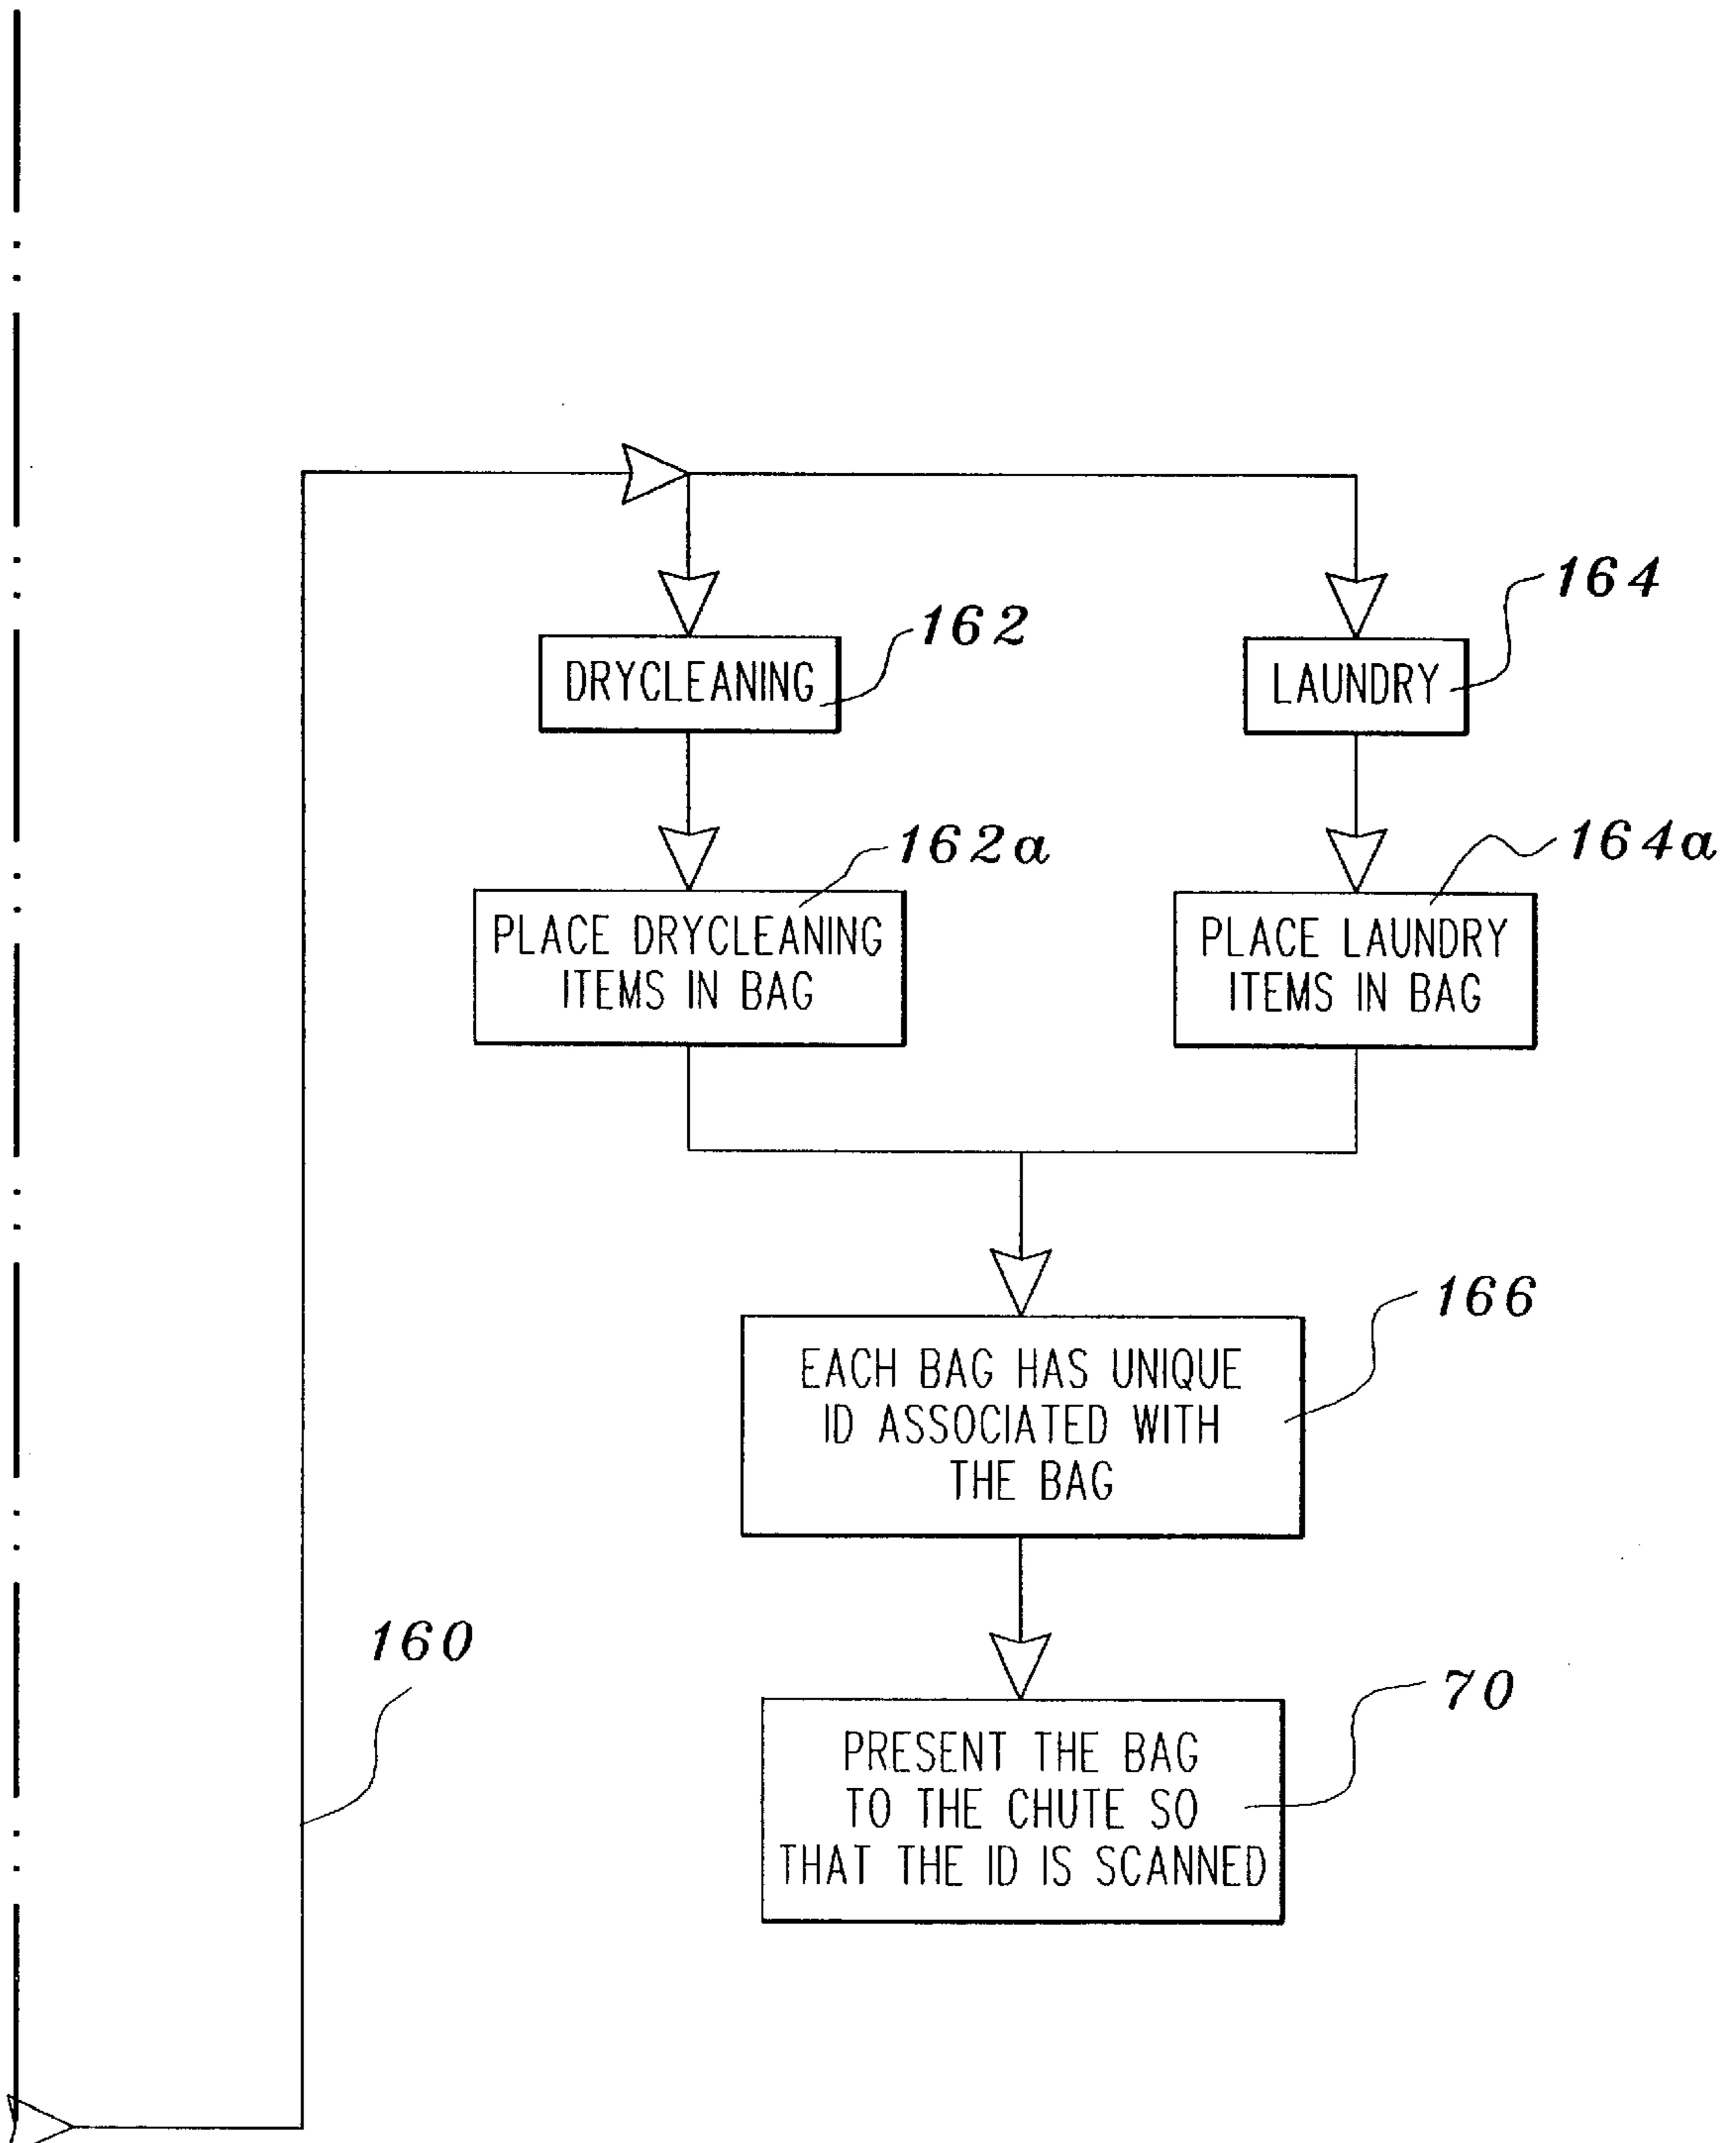 164
162
DRYCLEANING
LAUNDRY
162a
164a
PLACE DRYCLEANING
ITEMS IN BAG
PLACE LAUNDRY
ITEMS IN BAG
166
EACH BAG HAS UNIQUE
ID ASSOCIATED WITH
THE BAG
160
70
PRESENT THE BAG
TO THE CHUTE SO
THAT THE ID IS SCANNED